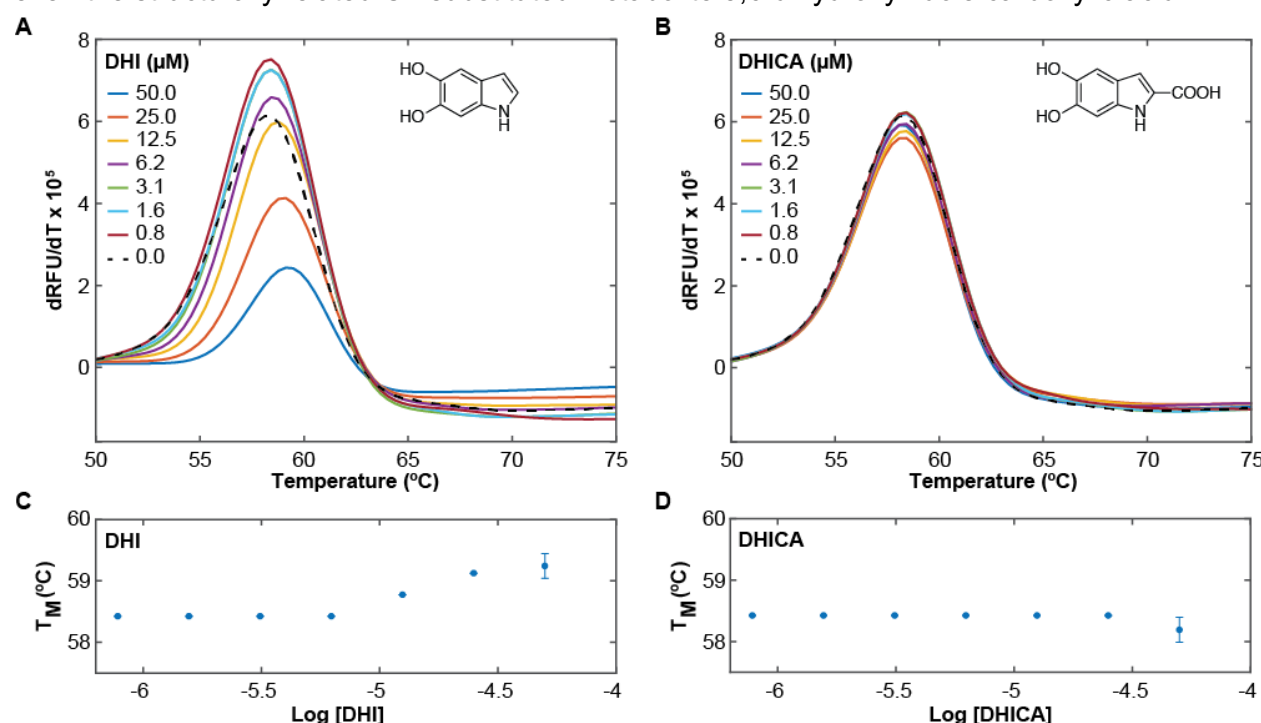 A
B
DHI (µM)
50.0
25.0
12.5
6.2
3.1
1.6
0.8
0.0
HO
HO
N
H
8
6
4
2
0
dRFU/dT x 10⁵
50 55 60 65 70 75
Temperature (ºC)
DHICA (µM)
50.0
25.0
12.5
6.2
3.1
1.6
0.8
0.0
HO
HO
COOH
N
H
8
6
4
2
0
dRFU/dT x 10⁵
50 55 60 65 70 75
Temperature (ºC)
C
D
DHI
60
59
58
TM (ºC)
-6 -5.5 -5 -4.5 -4
Log [DHI]
DHICA
60
59
58
TM (ºC)
-6 -5.5 -5 -4.5 -4
Log [DHICA]